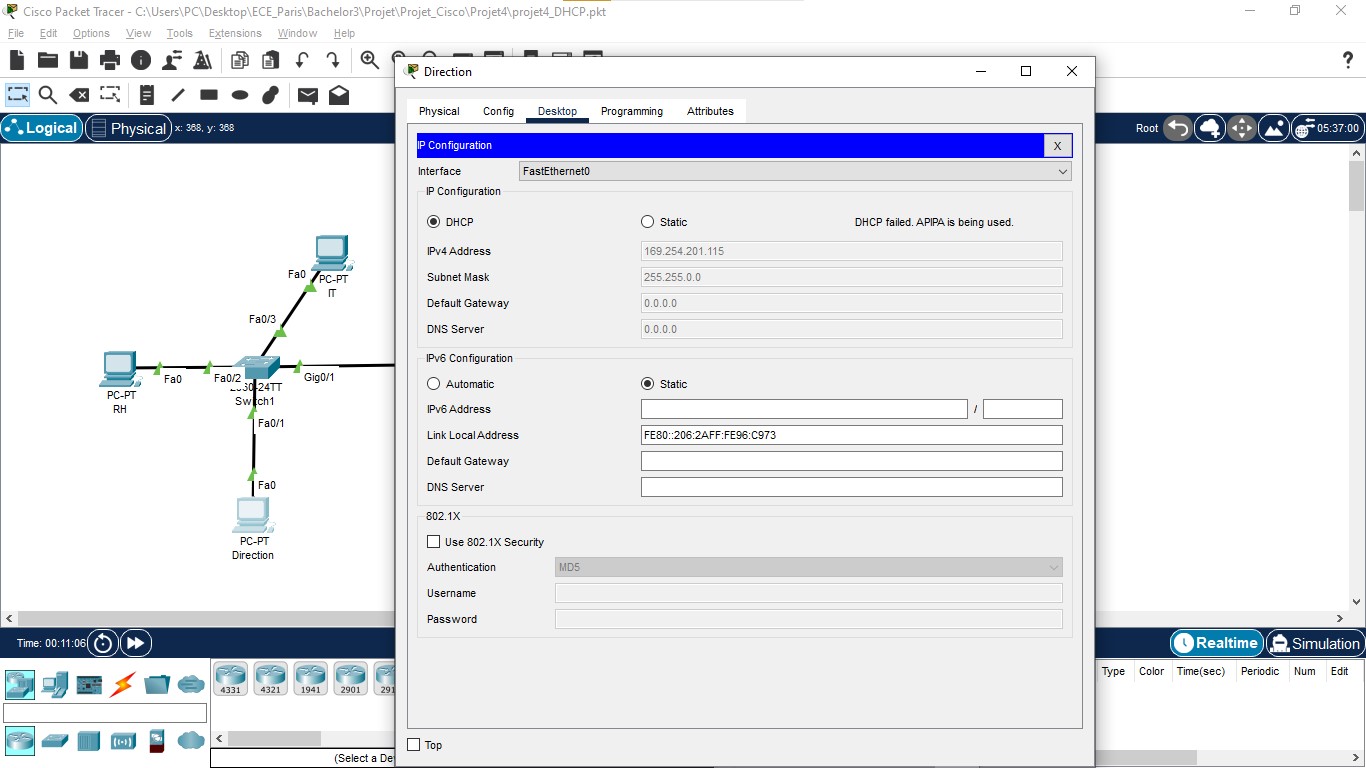 Cisco Packet Tracer - C:\Users\PC\Desktop\ECE_Paris\Bachelor3\Projet\Projet_Cisco\Projet4\projet4_DHCP.pkt
File Edit Options View Tools Extensions Window Help
?
Logical Physical x: 368, y: 368
Root 05:37:00
Direction
Physical Config Desktop Programming Attributes
IP Configuration X
Interface FastEthernet0
IP Configuration
DHCP Static DHCP failed. APIPA is being used.
IPv4 Address 169.254.201.115
Subnet Mask 255.255.0.0
Default Gateway 0.0.0.0
DNS Server 0.0.0.0
IPv6 Configuration
Automatic Static
IPv6 Address /
Link Local Address FE80::206:2AFF:FE96:C973
Default Gateway
DNS Server
802.1X
Use 802.1X Security
Authentication MD5
Username
Password
Top
Fa0
PC-PT
IT
Fa0/3
PC-PT
RH
Fa0
Fa0/2
Gig0/1
Switch1
Fa0/1
Fa0
PC-PT
Direction
Time: 00:11:06
Realtime Simulation
4331 4321 1941 2901
Type Color Time(sec) Periodic Num Edit
(Select a